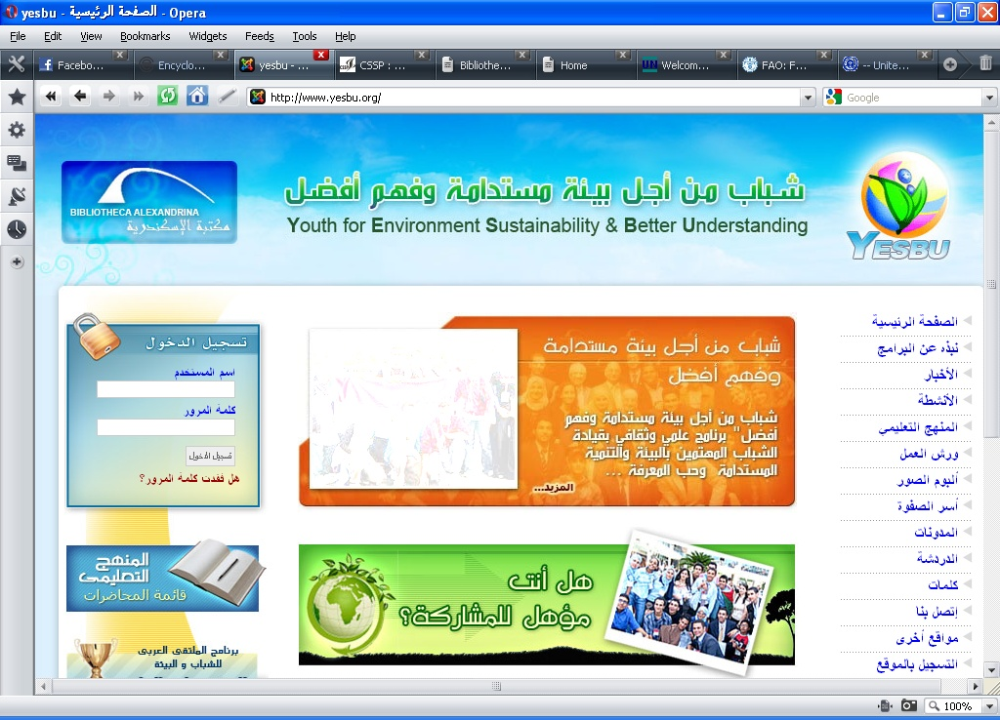 yesbu - الصفحة الرئيسية - Opera
File Edit View Bookmarks Widgets Feeds Tools Help
Facebo...
Encyclo...
yesbu - ...
CSSP : ...
Bibliothe...
Home
Welcom...
FAO: F...
-- Unite...
http://www.yesbu.org/
Google
BIBLIOTHECA ALEXANDRINA
مكتبة الإسكندرية
شباب من أجل بيئة مستدامة وفهم أفضل
Youth for Environment Sustainability & Better Understanding
YESBU
تسجيل الدخول
اسم المستخدم
كلمة المرور
تسجيل الدخول
هل فقدت كلمة المرور؟
المنهج
التعليمى
قائمة المحاضرات
برنامج الملتقى العربى
للشباب و البيئة
شباب من أجل بيئة مستدامة
وفهم أفضل
شباب من أجل بيئة مستدامة وفهم
أفضل" برنامج علمي وثقافي بقيادة
الشباب المهتمين بالبيئة والتنمية
المستدامة وحب المعرفة ...
المزيد...
هل أنت
مؤهل للمشاركة؟
الصفحة الرئيسية
نبذه عن البرامج
الأخبار
الأنشطة
المنهج التعليمي
ورش العمل
ألبوم الصور
أسر الصفوة
المدونات
الدردشة
كلمات
إتصل بنا
مواقع أخرى
التسجيل بالموقع
100%